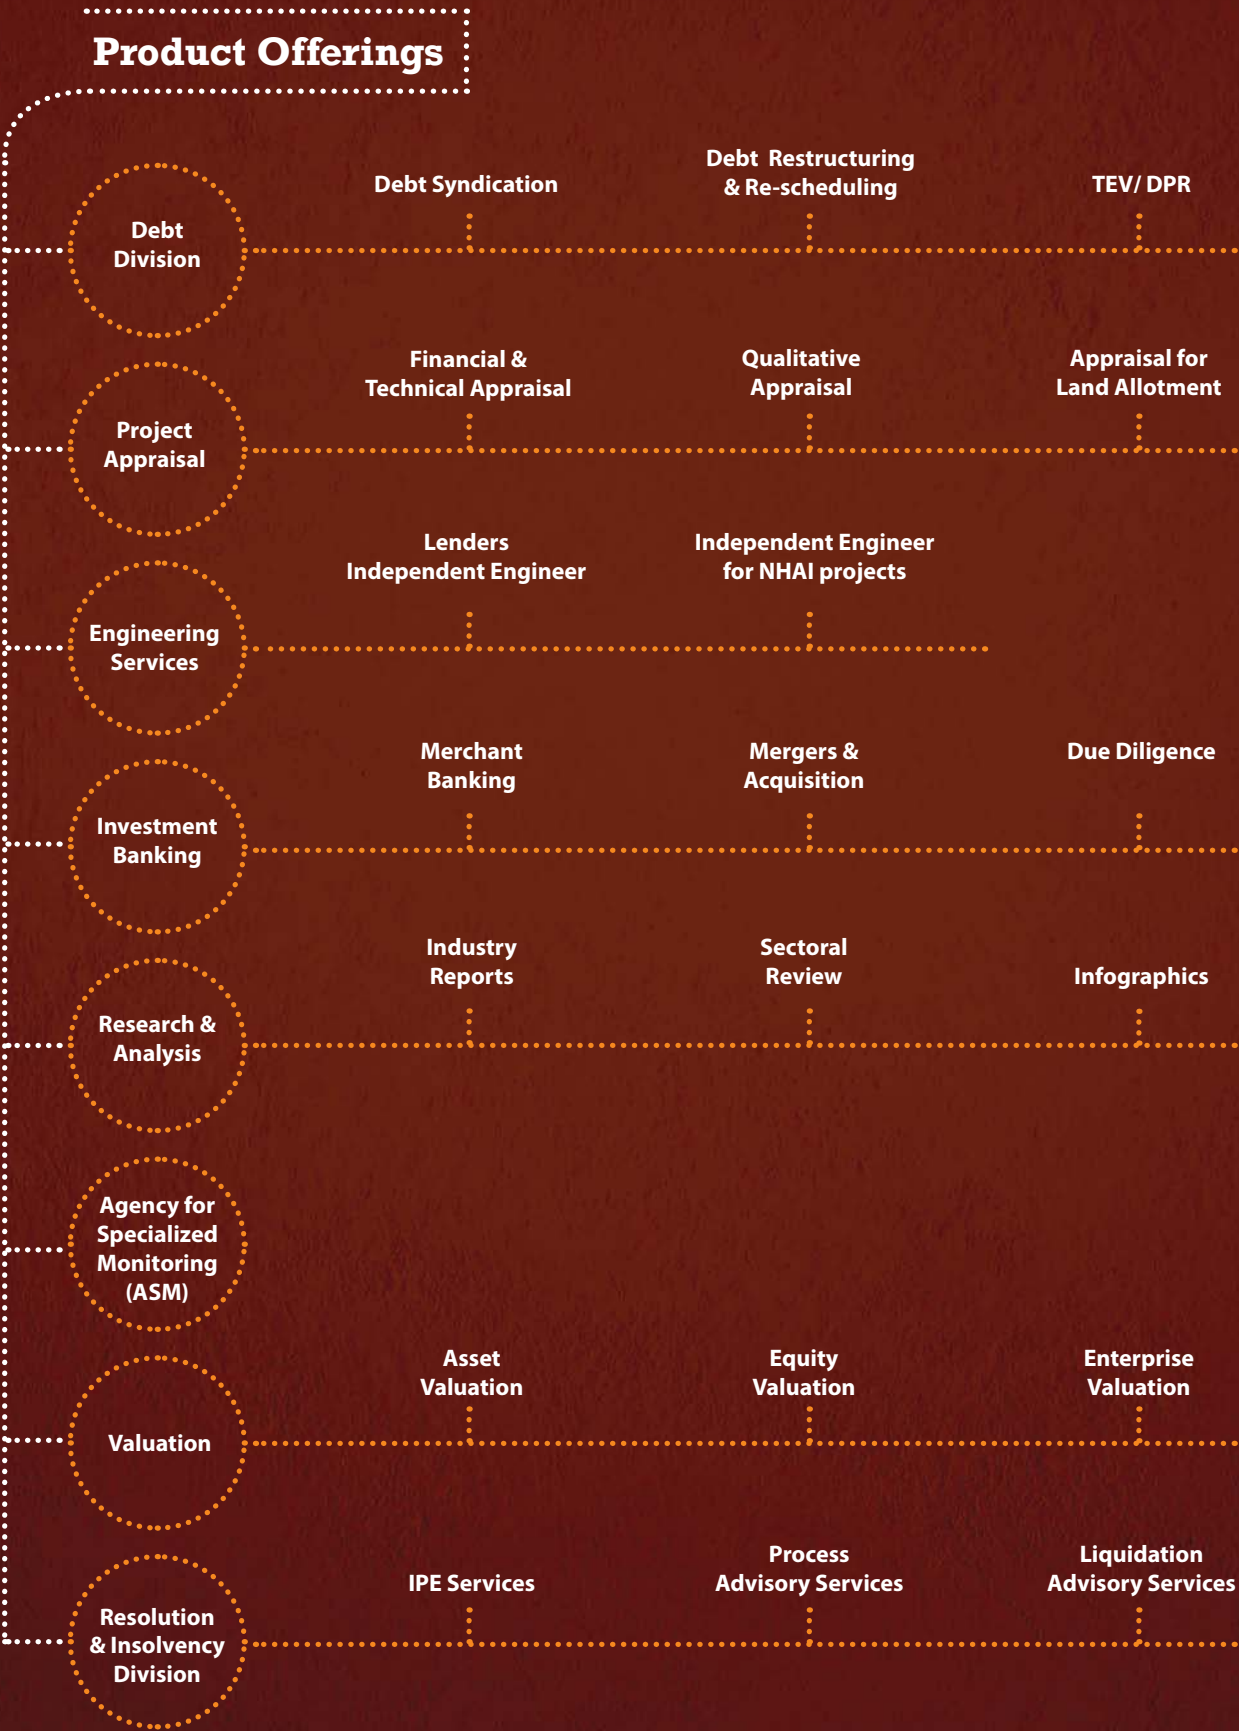 Product Offerings
Debt
Division
Debt Syndication
Debt Restructuring
& Re-scheduling
TEV/ DPR
Project
Appraisal
Financial &
Technical Appraisal
Qualitative
Appraisal
Appraisal for
Land Allotment
Engineering
Services
Lenders
Independent Engineer
Independent Engineer
for NHAI projects
Investment
Banking
Merchant
Banking
Mergers &
Acquisition
Due Diligence
Research &
Analysis
Industry
Reports
Sectoral
Review
Infographics
Agency for
Specialized
Monitoring
(ASM)
Valuation
Asset
Valuation
Equity
Valuation
Enterprise
Valuation
Resolution
& Insolvency
Division
IPE Services
Process
Advisory Services
Liquidation
Advisory Services